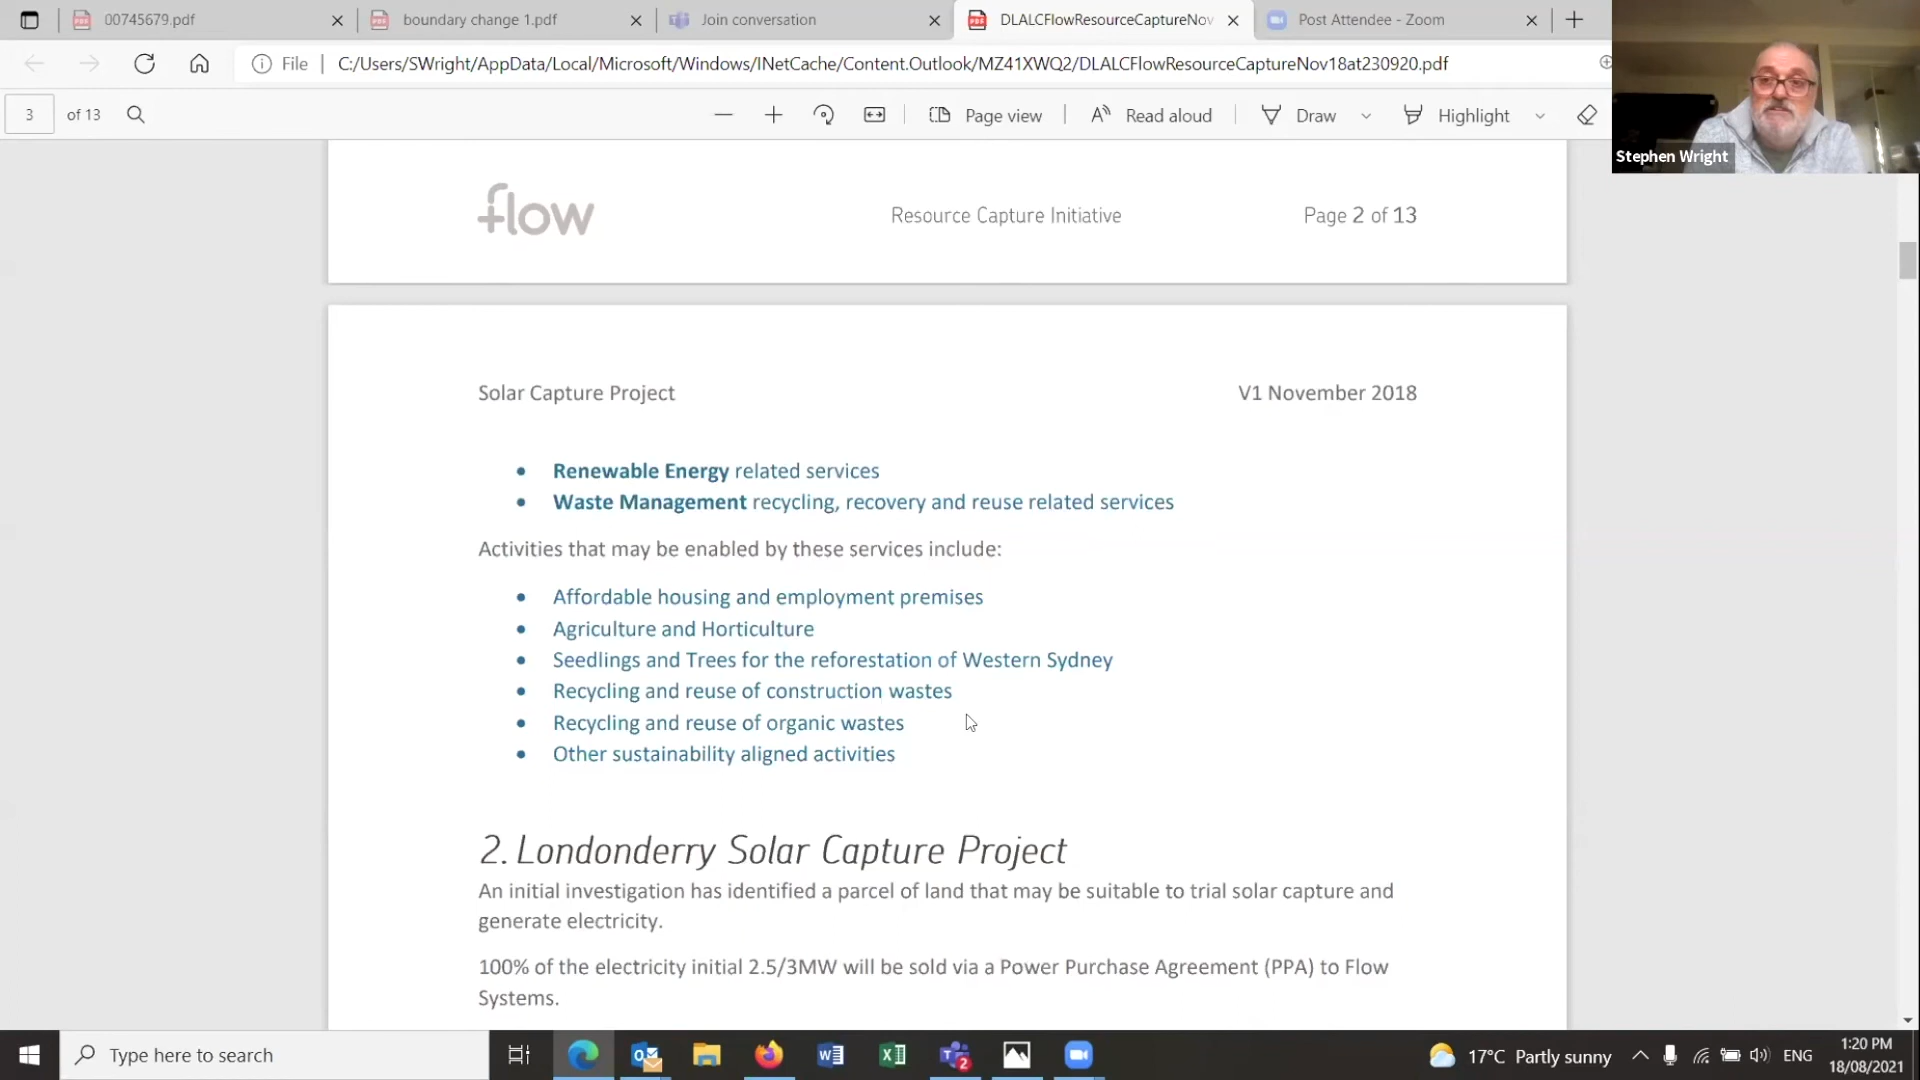 00745679.pdf
boundary change 1.pdf
Join conversation
DLALCFlowResourceCaptureNov
Post Attendee - Zoom
File
C:/Users/SWright/AppData/Local/Microsoft/Windows/INetCache/Content.Outlook/MZ41XWQ2/DLALCFlowResourceCaptureNov18at230920.pdf
3 of 13
Page view
Read aloud
Draw
Highlight
Stephen Wright
flow
Resource Capture Initiative
Page 2 of 13
Solar Capture Project
V1 November 2018
• Renewable Energy related services
• Waste Management recycling, recovery and reuse related services
Activities that may be enabled by these services include:
• Affordable housing and employment premises
• Agriculture and Horticulture
• Seedlings and Trees for the reforestation of Western Sydney
• Recycling and reuse of construction wastes
• Recycling and reuse of organic wastes
• Other sustainability aligned activities
2. Londonderry Solar Capture Project
An initial investigation has identified a parcel of land that may be suitable to trial solar capture and
generate electricity.
100% of the electricity initial 2.5/3MW will be sold via a Power Purchase Agreement (PPA) to Flow
Systems.
Type here to search
17°C Partly sunny
ENG
1:20 PM
18/08/2021